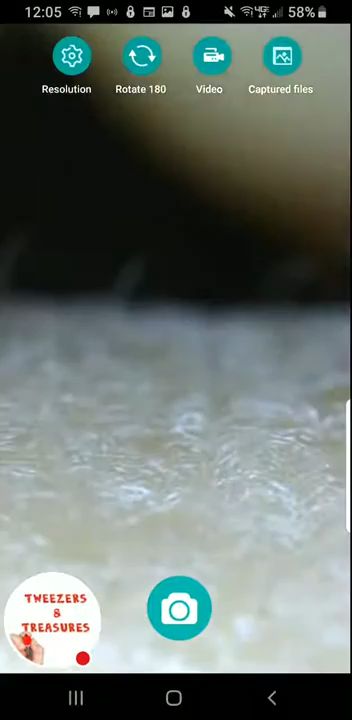 12:05
58%
Resolution
Rotate 180
Video
Captured files
TWEEZERS
&
TREASURES